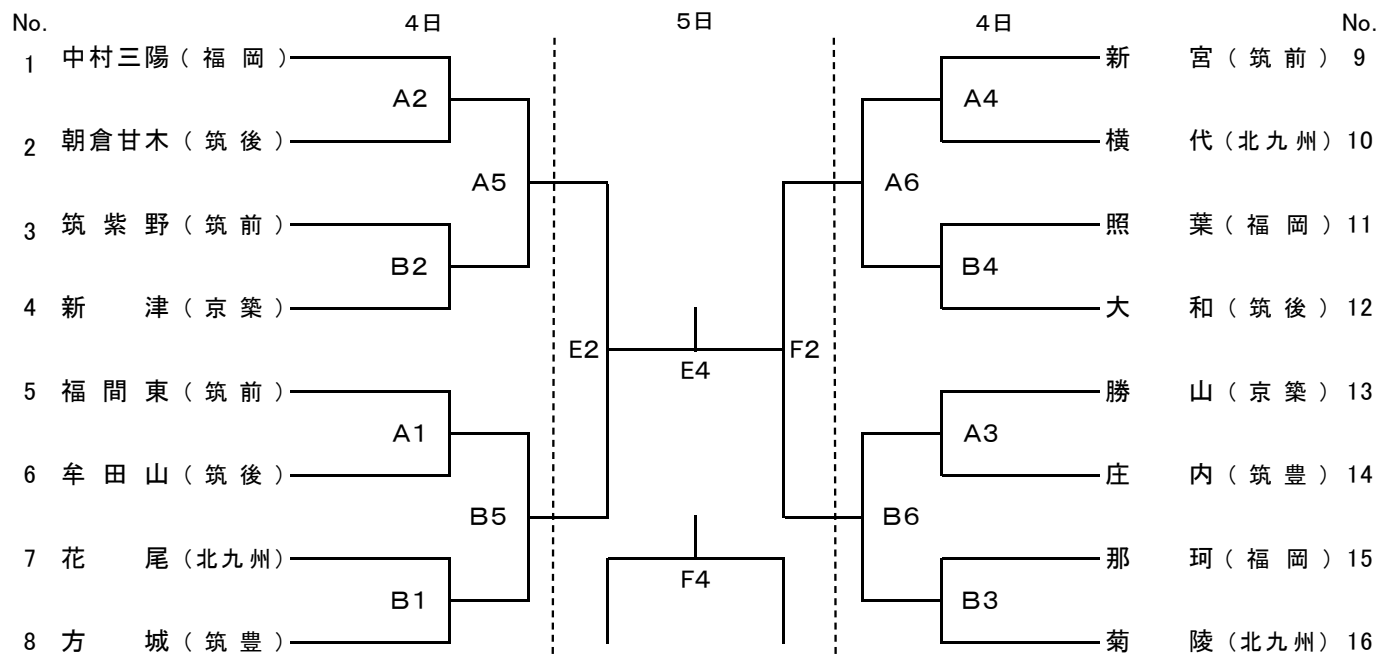 No. 4日 5日 4日 No.
1 中村三陽(福岡) 新宮(筑前) 9
A2 A4
2 朝倉甘木(筑後) 横代(北九州) 10
A5 A6
3 筑紫野(筑前) 照葉(福岡) 11
B2 B4
4 新津(京築) 大和(筑後) 12
E2 F2
E4
5 福間東(筑前) 勝山(京築) 13
A1 A3
6 牟田山(筑後) 庄内(筑豊) 14
B5 B6
7 花尾(北九州) 那珂(福岡) 15
F4
B1 B3
8 方城(筑豊) 菊陵(北九州) 16